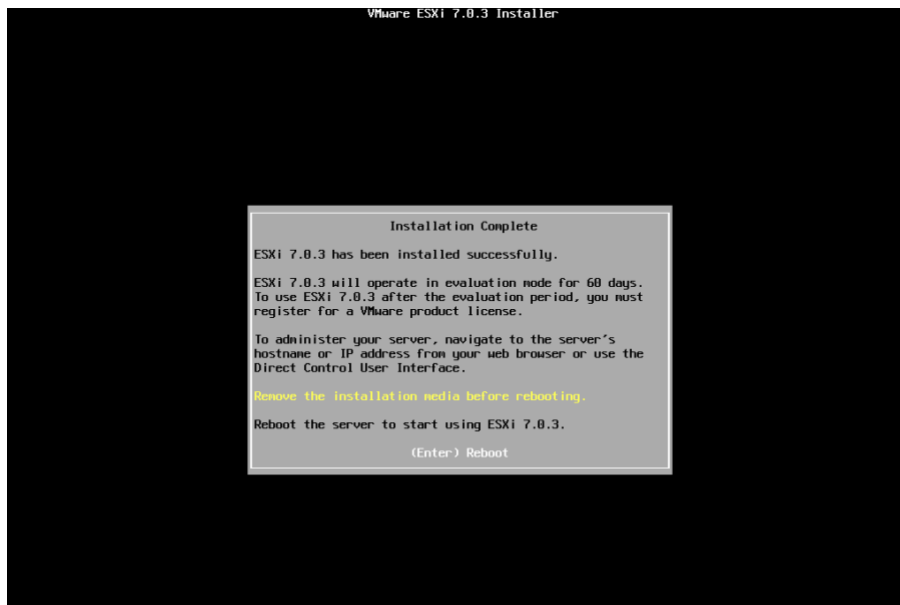 VMware ESXi 7.0.3 Installer
Installation Complete
ESXi 7.0.3 has been installed successfully.
ESXi 7.0.3 will operate in evaluation mode for 60 days.
To use ESXi 7.0.3 after the evaluation period, you must
register for a VMware product license.
To administer your server, navigate to the server's
hostname or IP address from your web browser or use the
Direct Control User Interface.
Remove the installation media before rebooting.
Reboot the server to start using ESXi 7.0.3.
(Enter) Reboot